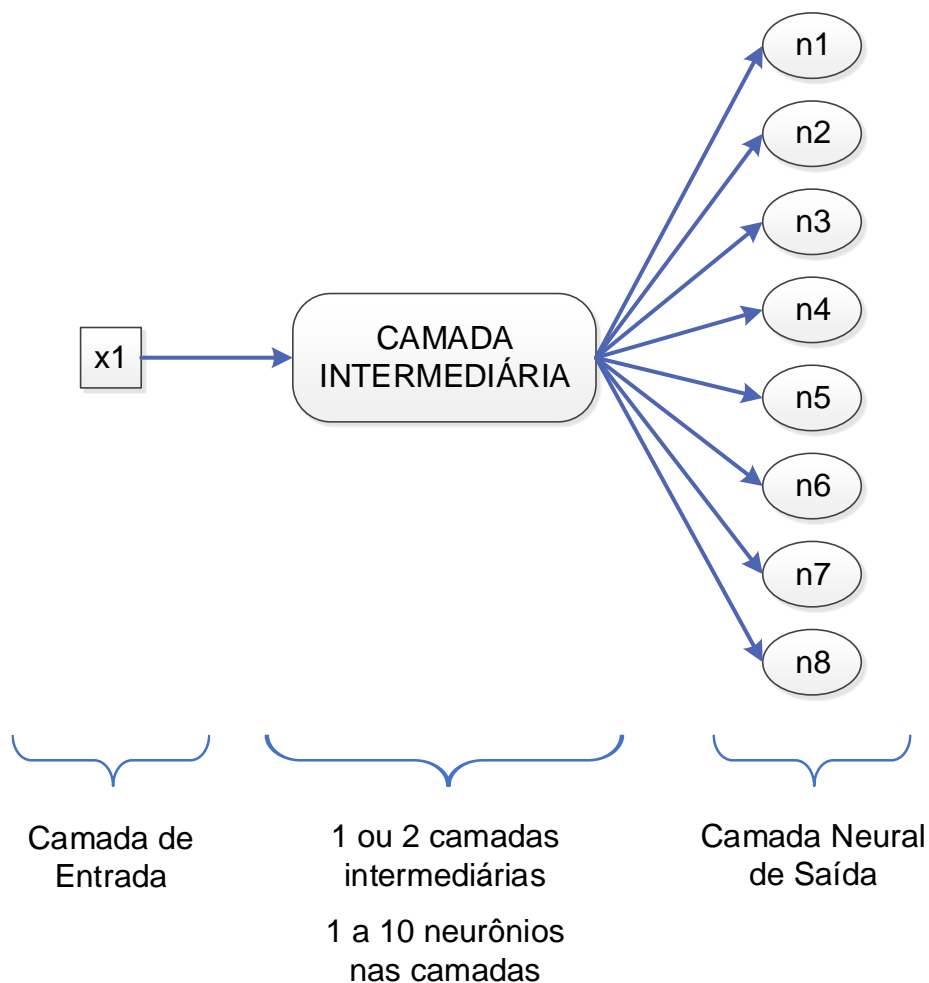 n1
n2
n3
n4
x1
CAMADA
INTERMEDIÁRIA
n5
n6
n7
n8
Camada de
Entrada
1 ou 2 camadas
intermediárias
1 a 10 neurônios
nas camadas
Camada Neural
de Saída